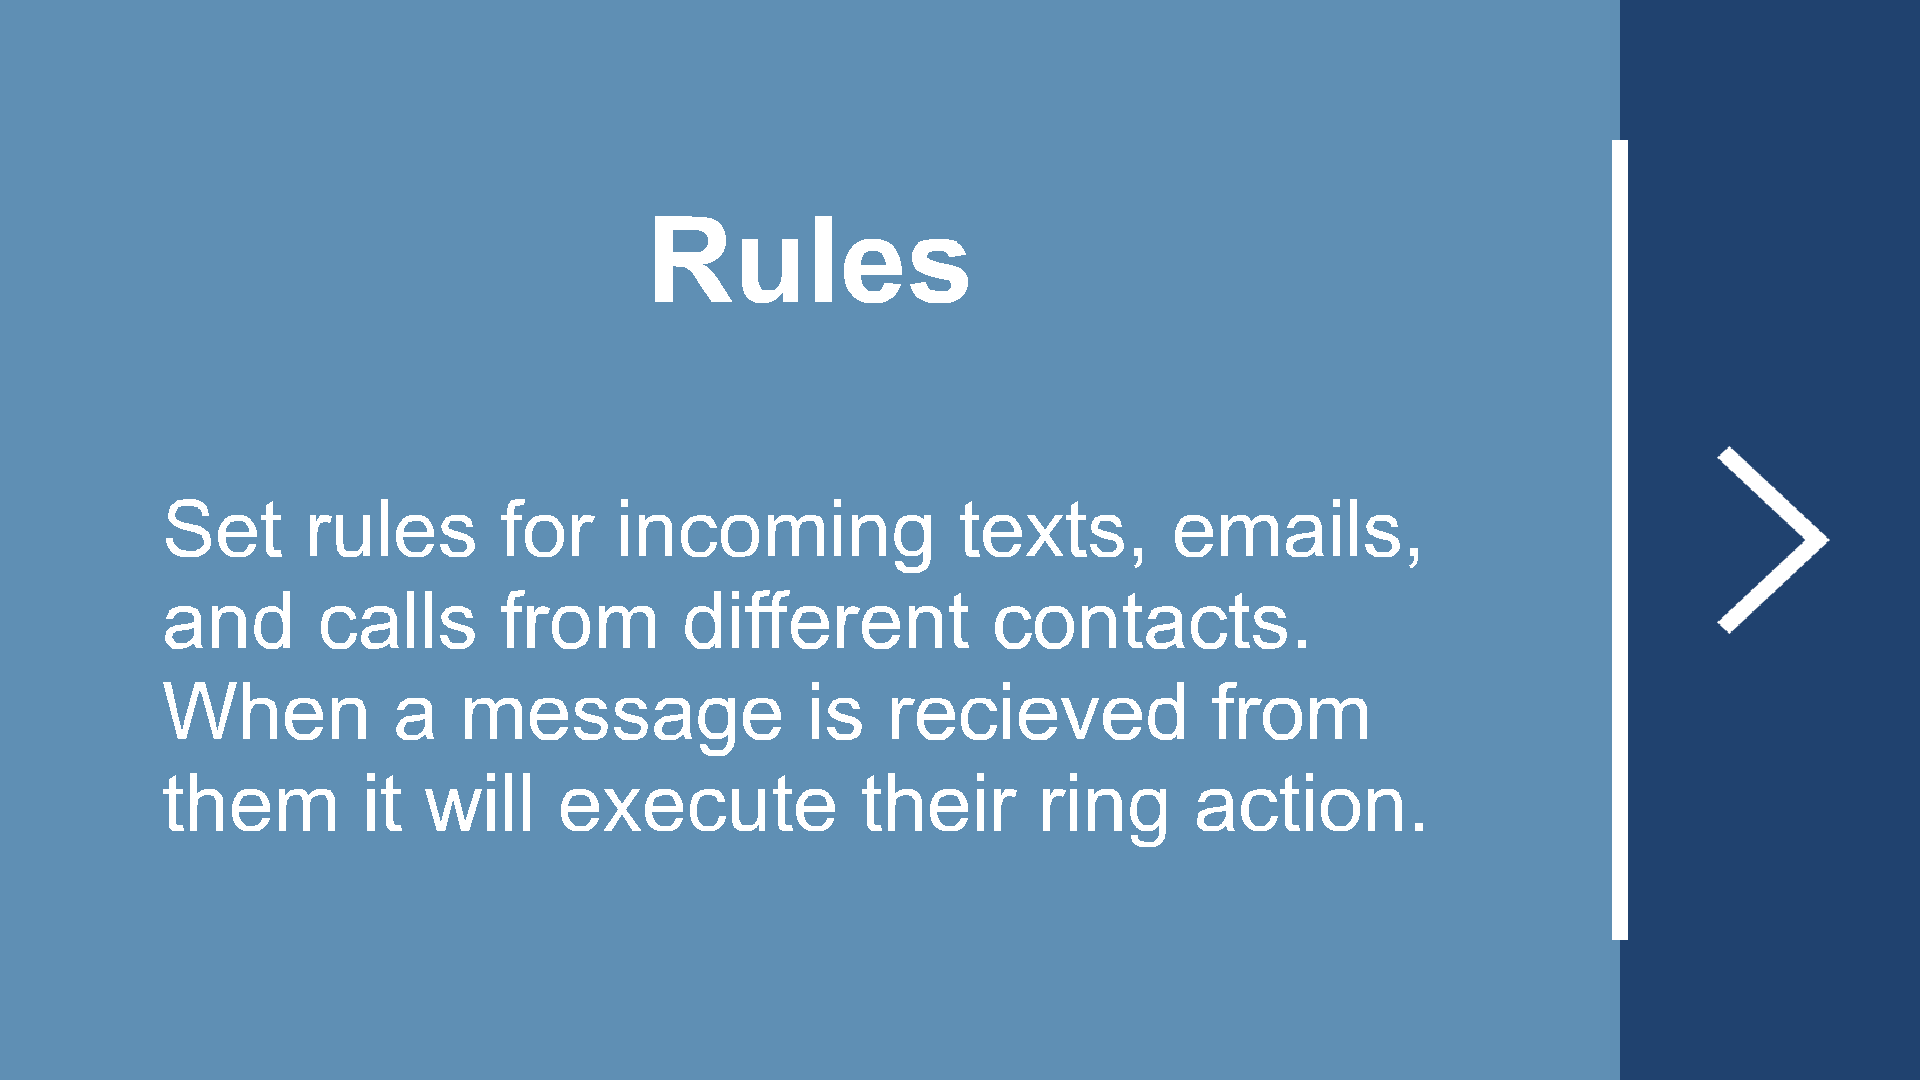 Rules
Set rules for incoming texts, emails,
and calls from different contacts.
When a message is recieved from
them it will execute their ring action.